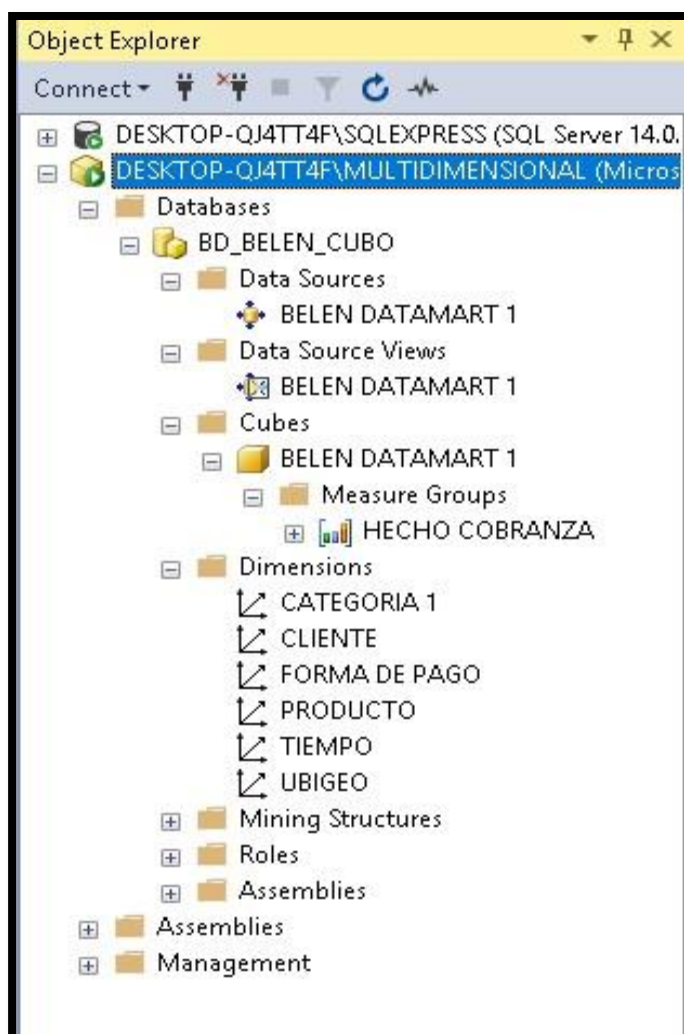 Object Explorer
Connect
DESKTOP-QJ4TT4F\SQLEXPRESS (SQL Server 14.0.
DESKTOP-QJ4TT4F\MULTIDIMENSIONAL (Micros
Databases
BD_BELEN_CUBO
Data Sources
BELEN DATAMART 1
Data Source Views
BELEN DATAMART 1
Cubes
BELEN DATAMART 1
Measure Groups
HECHO COBRANZA
Dimensions
CATEGORIA 1
CLIENTE
FORMA DE PAGO
PRODUCTO
TIEMPO
UBIGEO
Mining Structures
Roles
Assemblies
Assemblies
Management